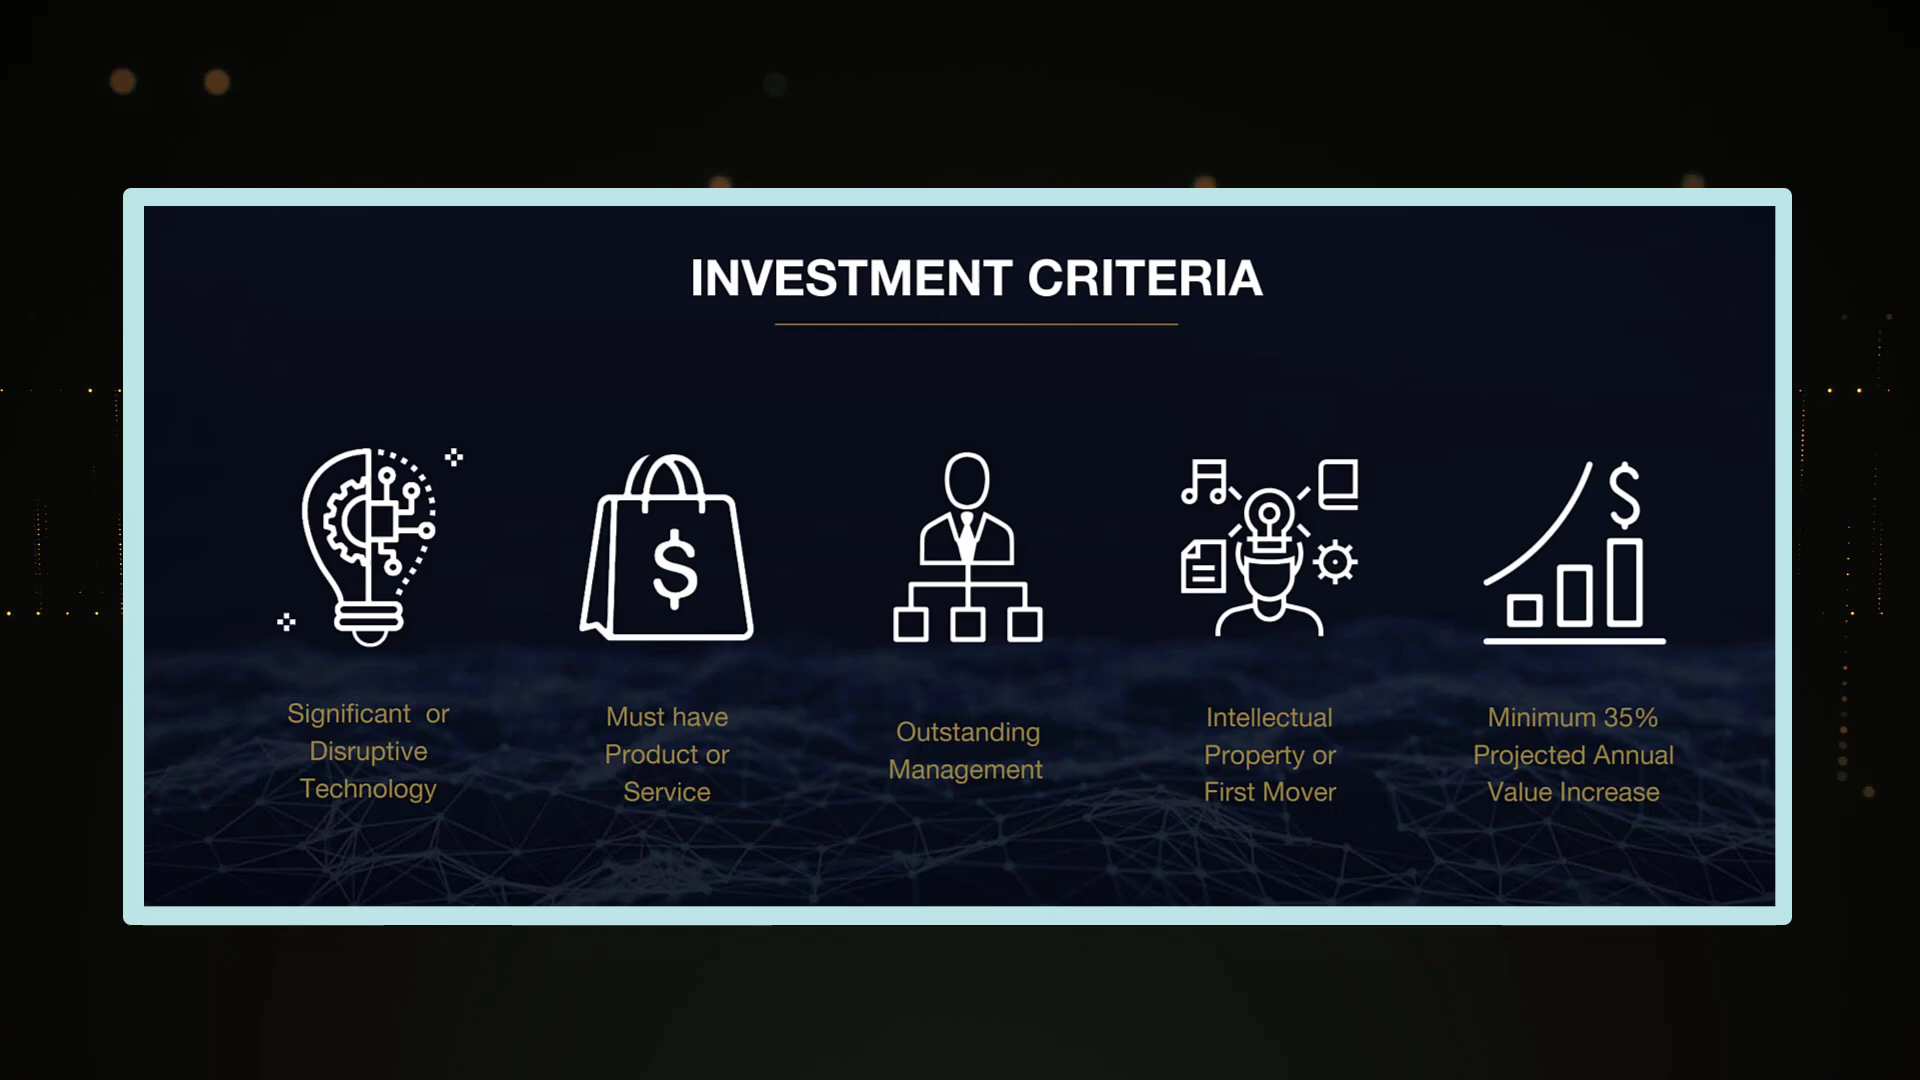 INVESTMENT CRITERIA
Significant or
Disruptive
Technology
Must have
Product or
Service
Outstanding
Management
Intellectual
Property or
First Mover
Minimum 35%
Projected Annual
Value Increase